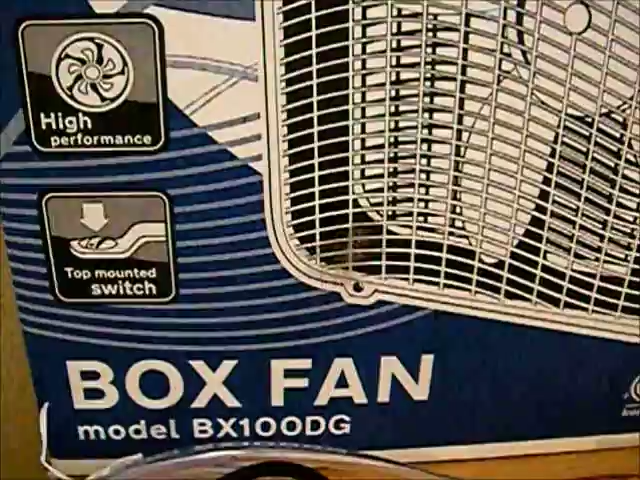 High
performance
Top mounted
switch
BOX FAN
model BX100DG